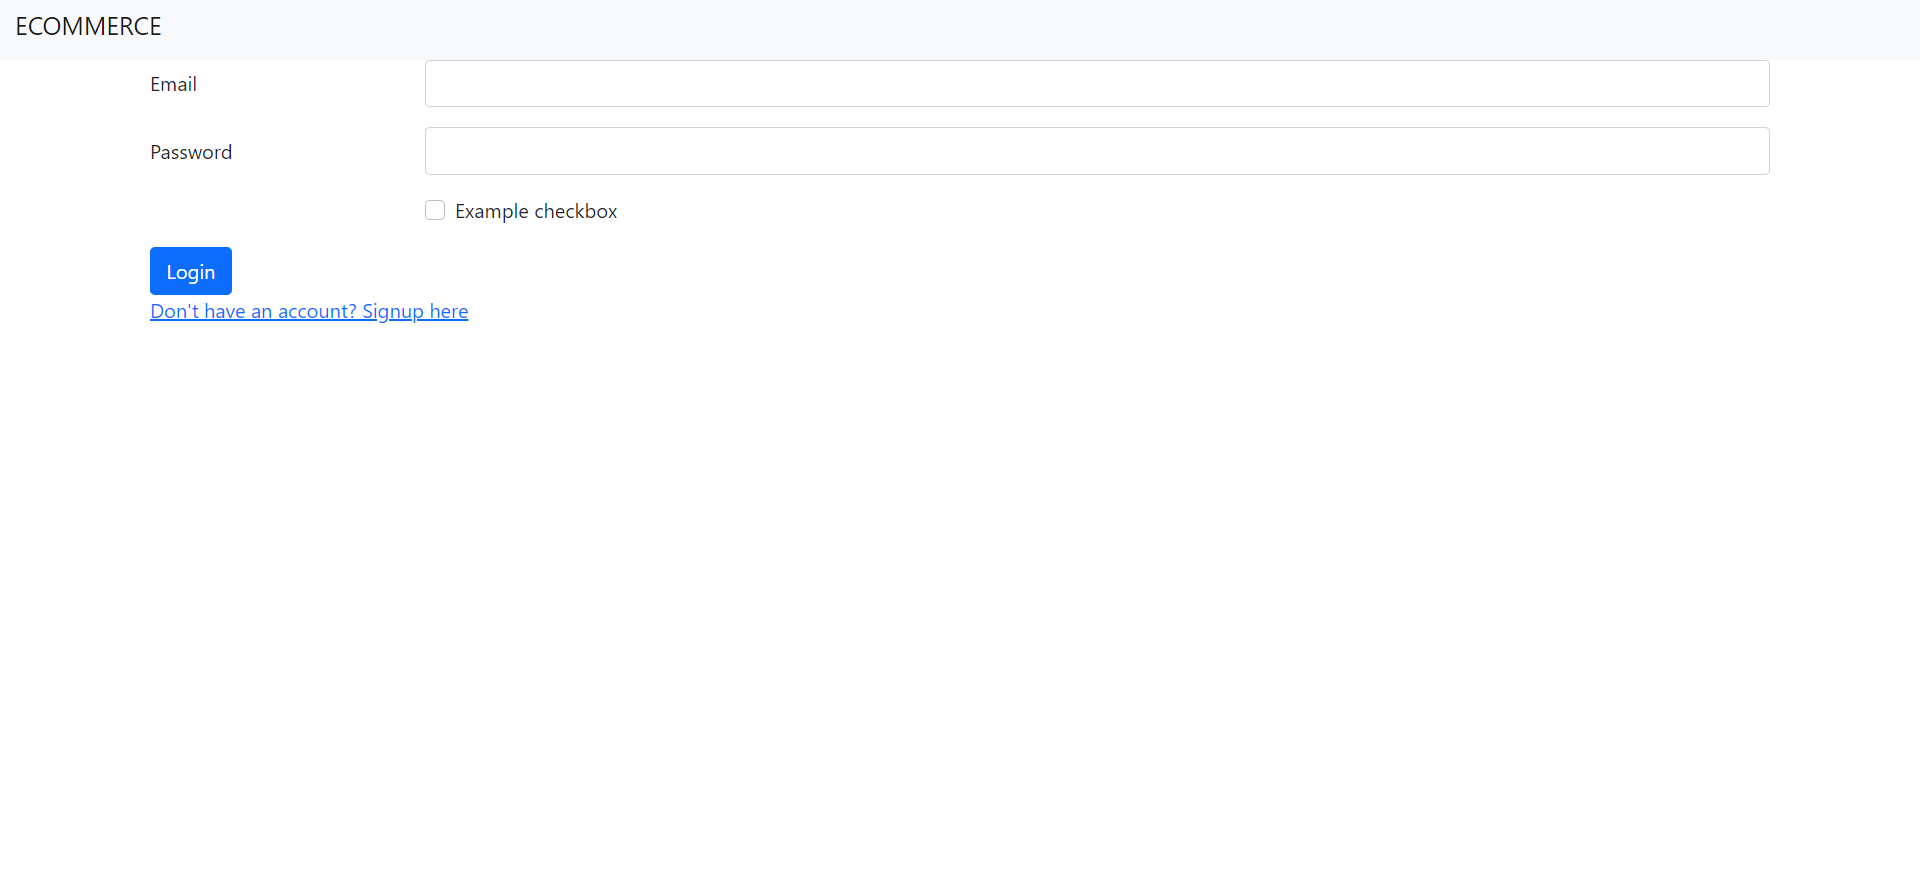 ECOMMERCE
Email
Password
Example checkbox
Login
Don't have an account? Signup here